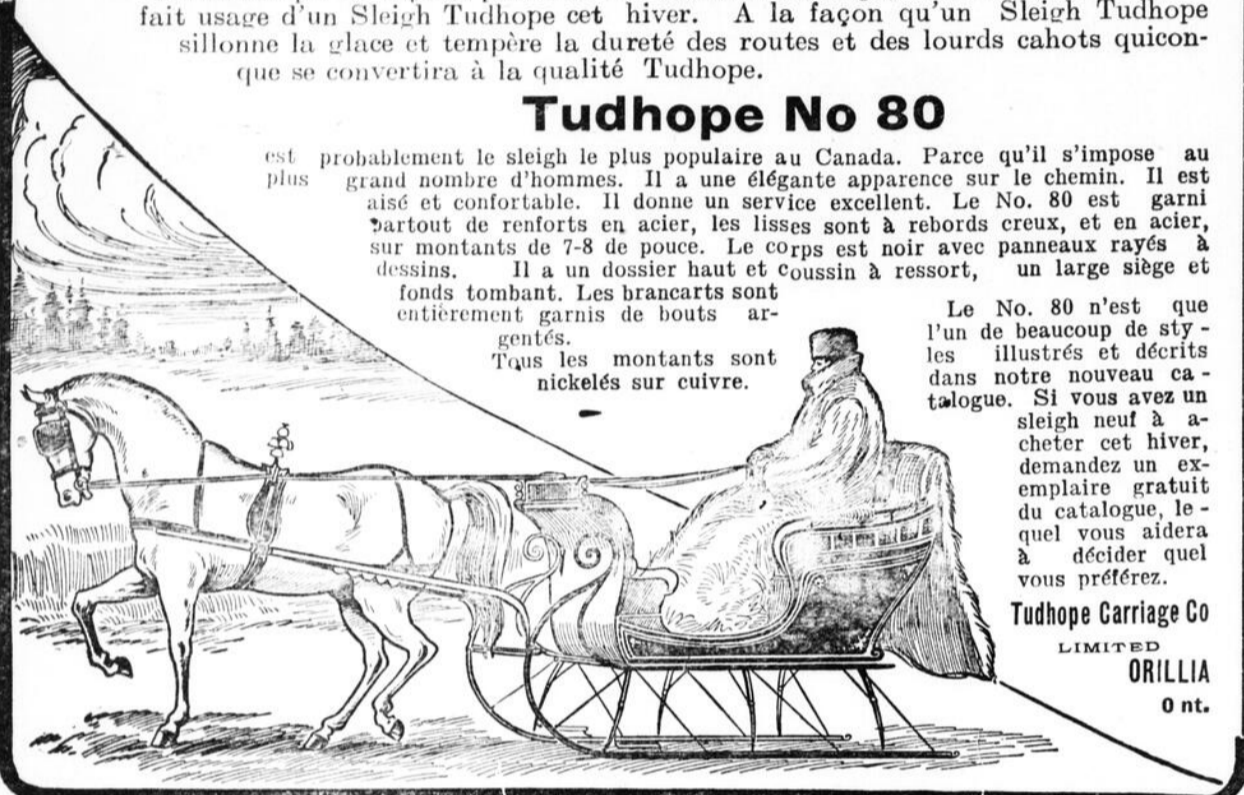 fait usage d'un Sleigh Tudhope cet hiver. A la façon qu'un Sleigh Tudhope
sillonne la glace et tempère la dureté des routes et des lourds cahots quicon-
que se convertira à la qualité Tudhope.
Tudhope No 80
est probablement le sleigh le plus populaire au Canada. Parce qu'il s'impose au
plus grand nombre d'hommes. Il a une élégante apparence sur le chemin. Il est
aisé et confortable. Il donne un service excellent. Le No. 80 est garni
partout de renforts en acier, les lisses sont à rebords creux, et en acier,
sur montants de 7-8 de pouce. Le corps est noir avec panneaux rayés à
dessins. Il a un dossier haut et coussin à ressort, un large siège et
fonds tombant. Les brancarts sont
entièrement garnis de bouts ar-
gentés.
Tous les montants sont
nickelés sur cuivre.
Le No. 80 n'est que
l'un de beaucoup de sty-
les illustrés et décrits
dans notre nouveau ca-
talogue. Si vous avez un
sleigh neuf à a-
cheter cet hiver,
demandez un ex-
emplaire gratuit
du catalogue, le-
quel vous aidera
à décider quel
vous préférez.
Tudhope Carriage Co
LIMITED
ORILLIA
Ont.